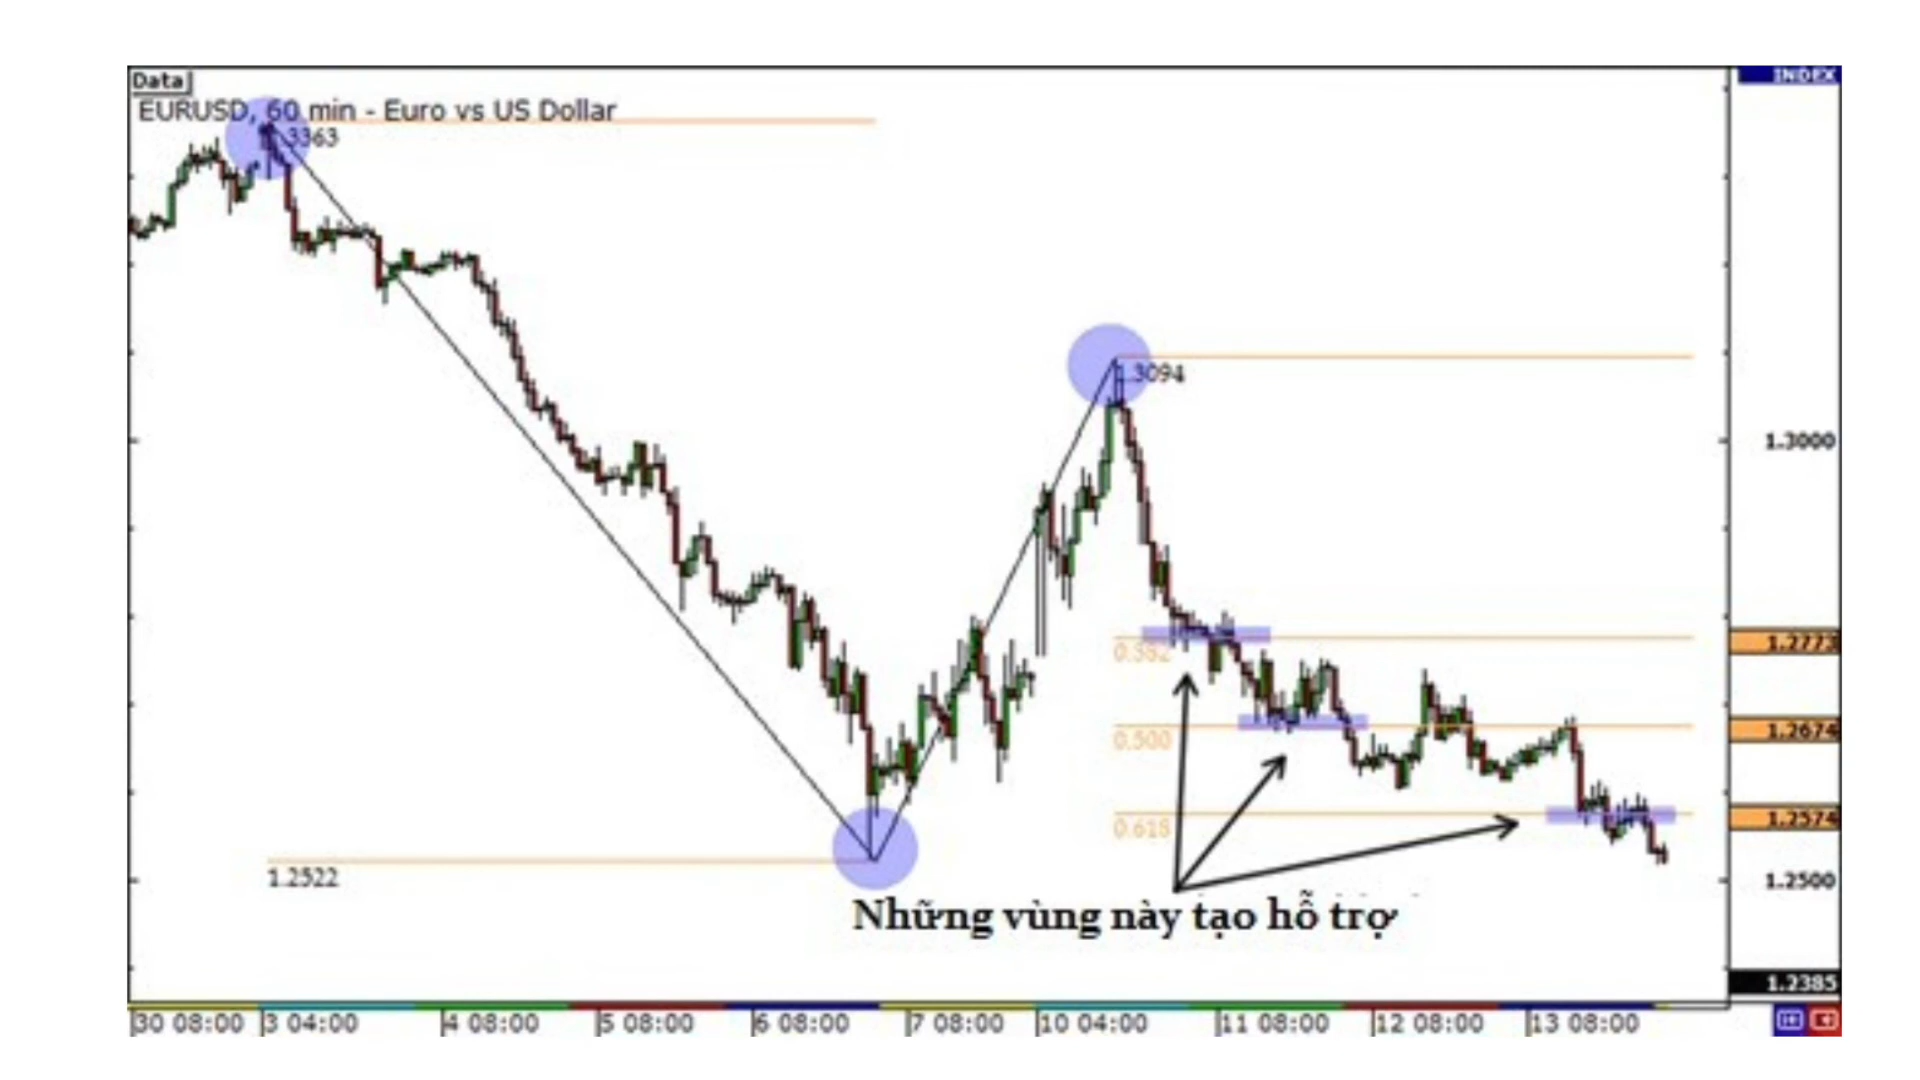 Data
INDEX
EURUSD, 60 min - Euro vs US Dollar
.3363
1.3094
1.3000
0.382
1.2773
0.500
1.2674
0.618
1.2574
1.2522
1.2500
Những vùng này tạo hỗ trợ
1.2385
30 08:00 3 04:00 4 08:00 5 08:00 6 08:00 7 08:00 10 04:00 11 08:00 12 08:00 13 08:00